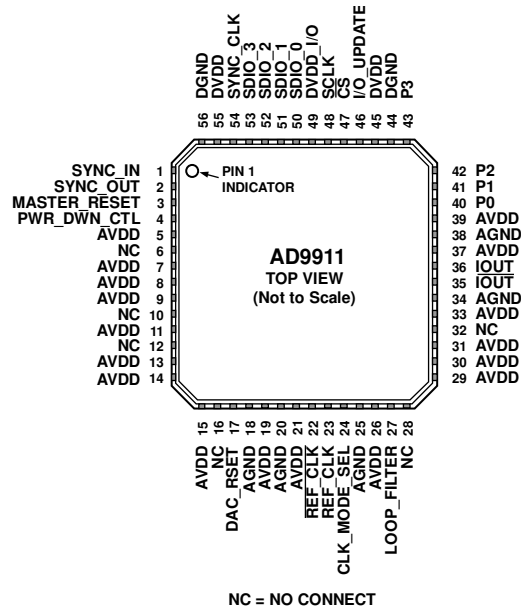 56 DGND
55 DVDD
54 SYNC_CLK
53 SDIO_3
52 SDIO_2
51 SDIO_1
50 SDIO_0
49 DVDD_I/O
48 SCLK
47 C̅S̅
46 I/O_UPDATE
45 DVDD
44 DGND
43 P3
SYNC_IN 1
SYNC_OUT 2
MASTER_RESET 3
PWR_DWN_CTL 4
AVDD 5
NC 6
AVDD 7
AVDD 8
AVDD 9
NC 10
AVDD 11
NC 12
AVDD 13
AVDD 14
PIN 1
INDICATOR
AD9911
TOP VIEW
(Not to Scale)
42 P2
41 P1
40 P0
39 AVDD
38 AGND
37 AVDD
36 IOUT
35 I̅O̅U̅T̅
34 AGND
33 AVDD
32 NC
31 AVDD
30 AVDD
29 AVDD
15 AVDD
16 NC
17 DAC_RSET
18 AGND
19 AVDD
20 AGND
21 AVDD
22 R̅E̅F̅_̅C̅L̅K̅
23 REF_CLK
24 CLK_MODE_SEL
25 AGND
26 AVDD
27 LOOP_FILTER
28 NC
NC = NO CONNECT